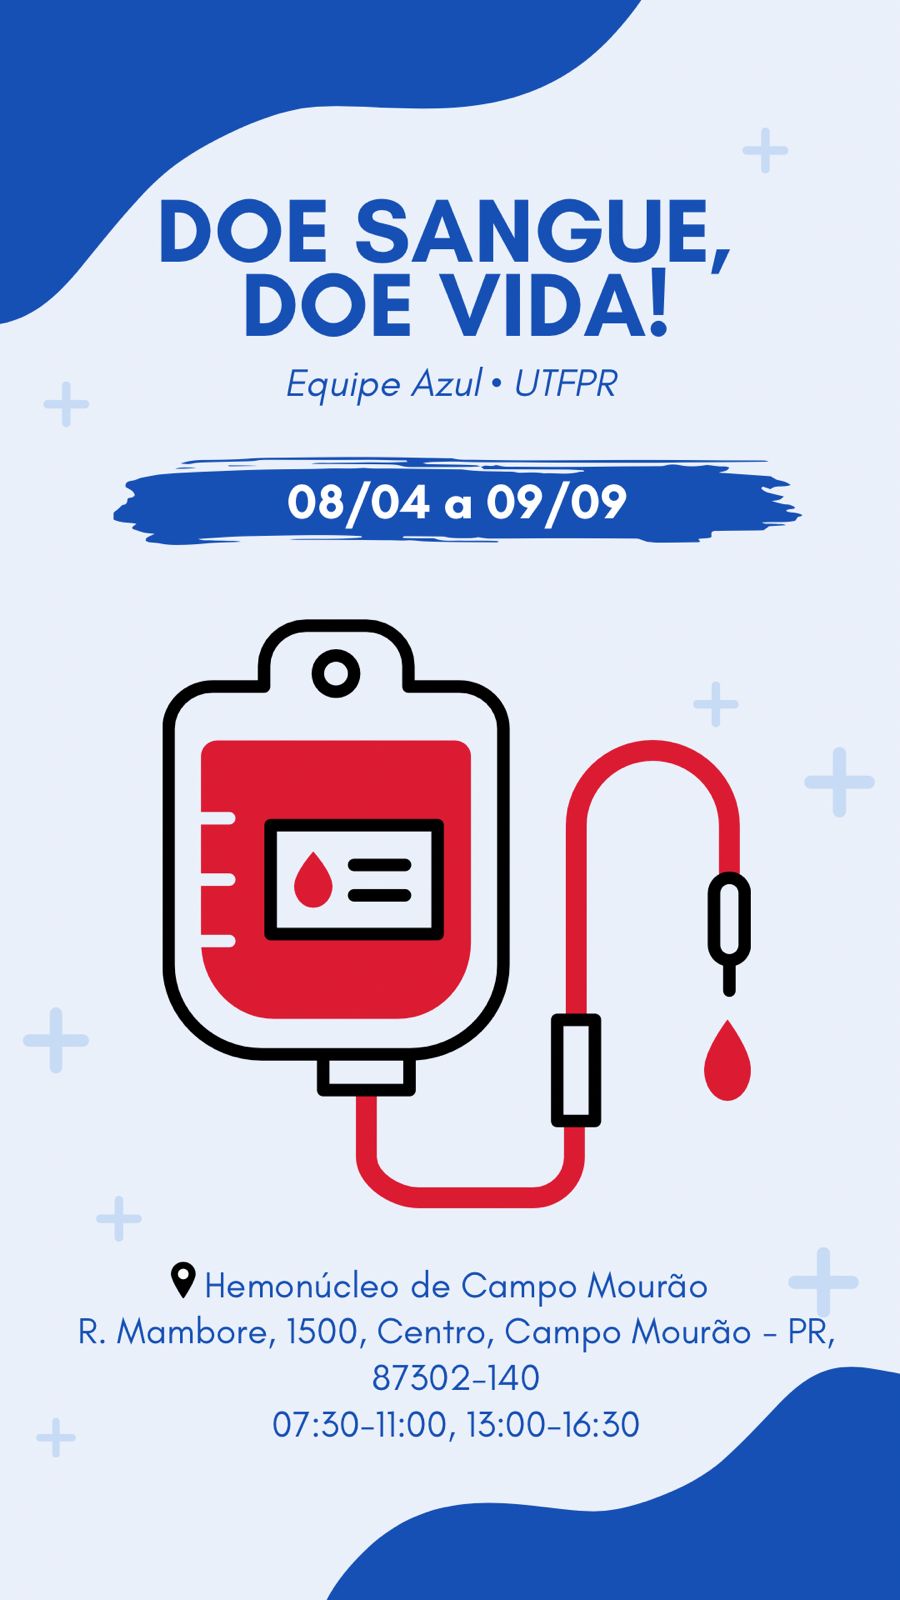 DOE SANGUE,
DOE VIDA!
Equipe Azul • UTFPR
08/04 a 09/09
Hemonúcleo de Campo Mourão
R. Mambore, 1500, Centro, Campo Mourão - PR,
87302-140
07:30-11:00, 13:00-16:30